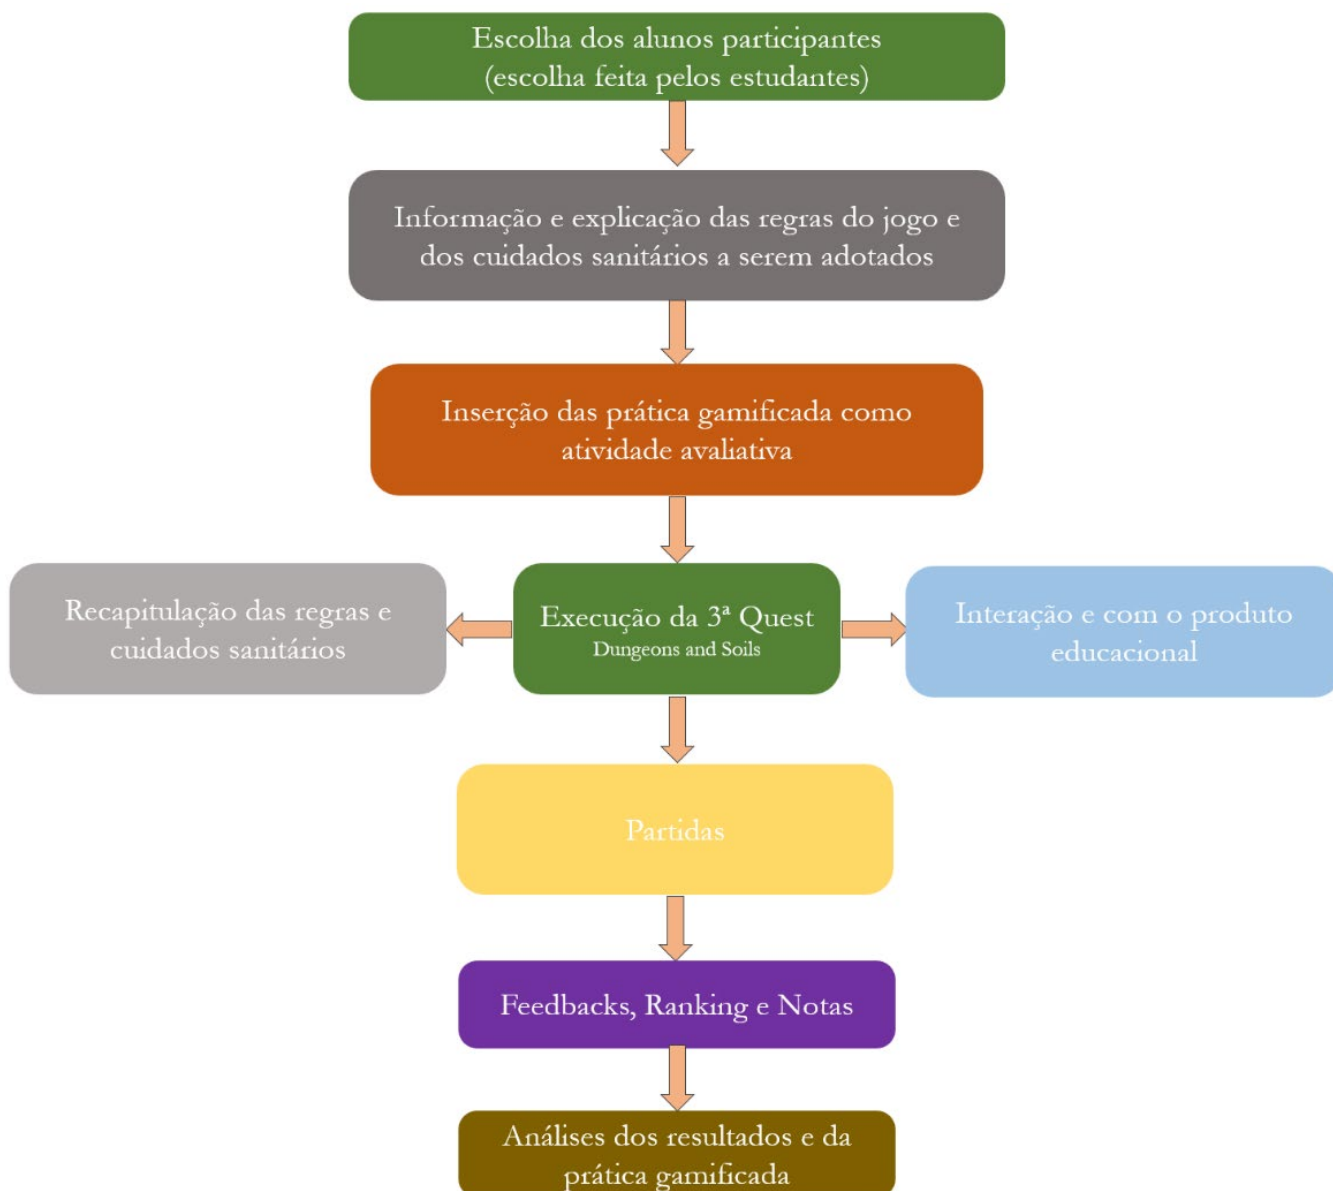 Escolha dos alunos participantes
(escolha feita pelos estudantes)
Informação e explicação das regras do jogo e
dos cuidados sanitários a serem adotados
Inserção das prática gamificada como
atividade avaliativa
Recapitulação das regras e
cuidados sanitários
Execução da 3ª Quest
Dungeons and Soils
Interação e com o produto
educacional
Partidas
Feedbacks, Ranking e Notas
Análises dos resultados e da
prática gamificada